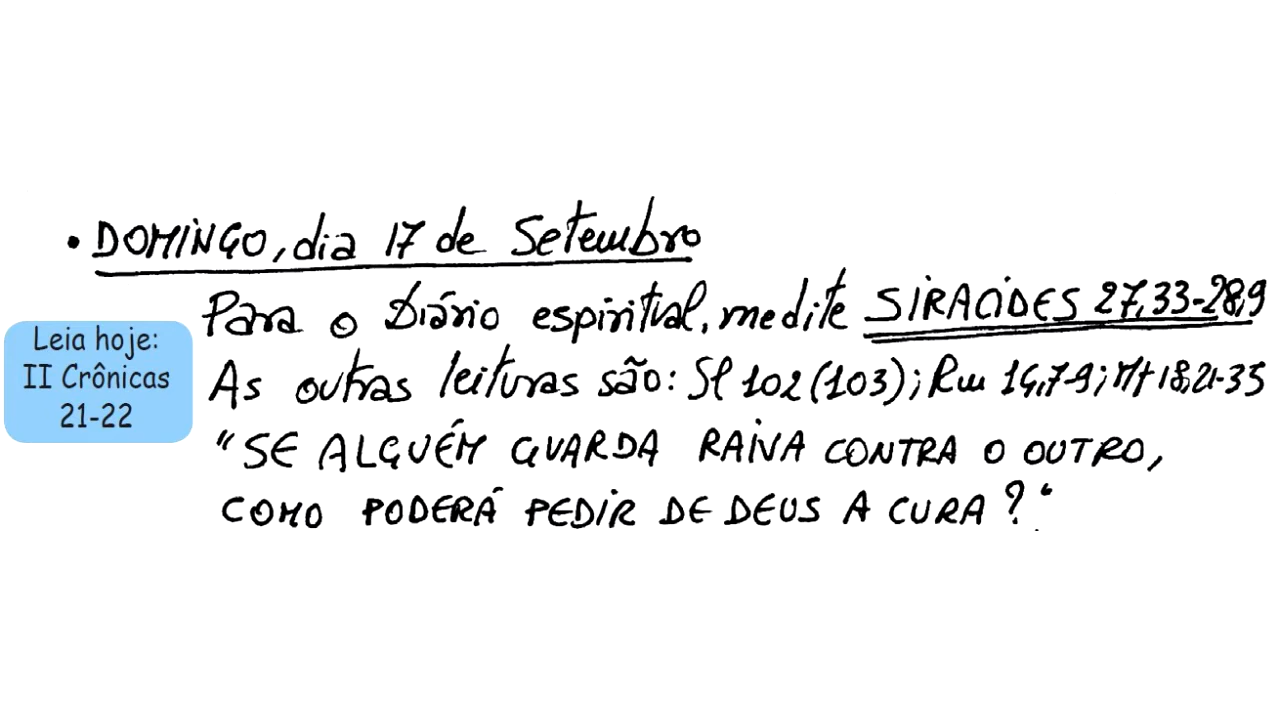 • DOMINGO, dia 17 de Setembro
Para o Diário espiritual, medite SIRACIDES 27,33-28,9
Leia hoje:
II Crônicas
21-22
As outras leituras são: Sl 102 (103); Rm 14,7-9; Mt 18,21-35
"SE ALGUÉM GUARDA RAIVA CONTRA O OUTRO,
COMO PODERÁ PEDIR DE DEUS A CURA?"